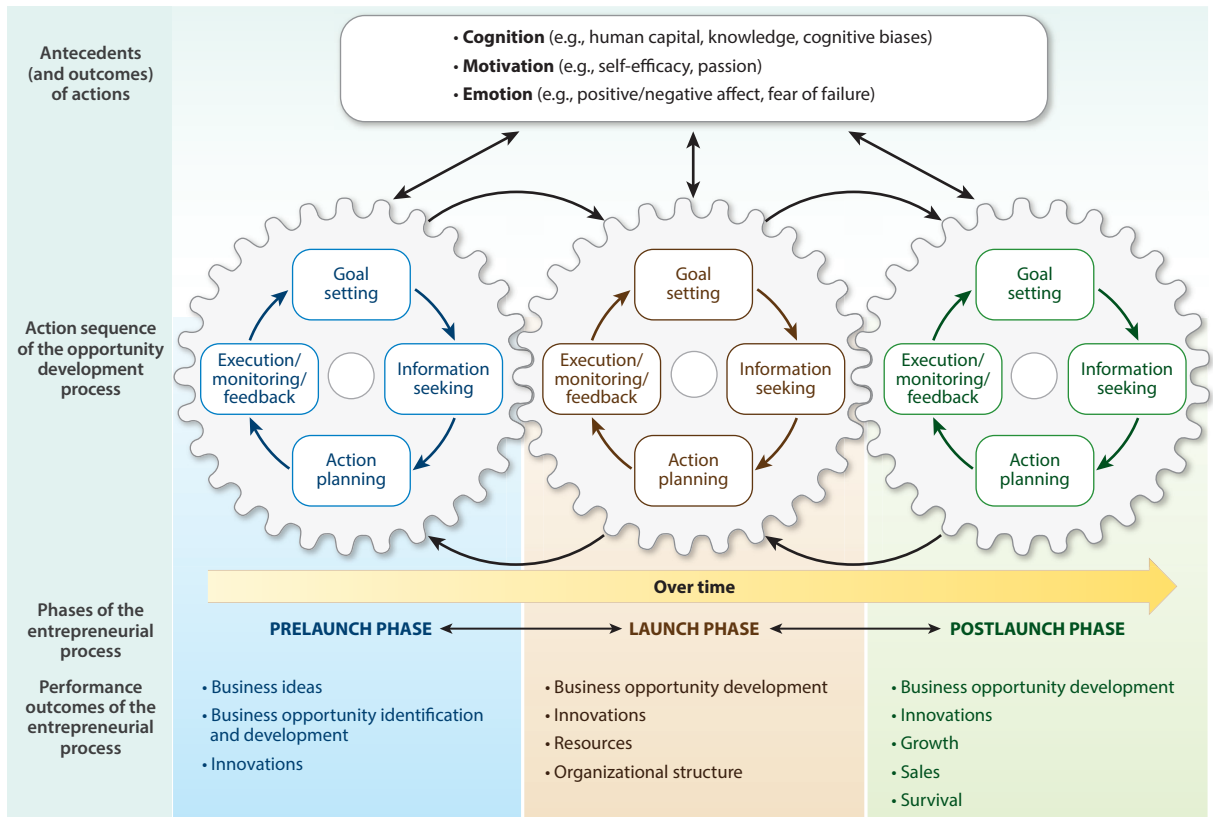 Antecedents
(and outcomes)
of actions
• Cognition (e.g., human capital, knowledge, cognitive biases)
• Motivation (e.g., self-efficacy, passion)
• Emotion (e.g., positive/negative affect, fear of failure)
Action sequence
of the opportunity
development
process
Goal
setting
Information
seeking
Action
planning
Execution/
monitoring/
feedback
Goal
setting
Information
seeking
Action
planning
Execution/
monitoring/
feedback
Goal
setting
Information
seeking
Action
planning
Execution/
monitoring/
feedback
Over time
Phases of the
entrepreneurial
process
PRELAUNCH PHASE
LAUNCH PHASE
POSTLAUNCH PHASE
Performance
outcomes of the
entrepreneurial
process
• Business ideas
• Business opportunity identification
and development
• Innovations
• Business opportunity development
• Innovations
• Resources
• Organizational structure
• Business opportunity development
• Innovations
• Growth
• Sales
• Survival